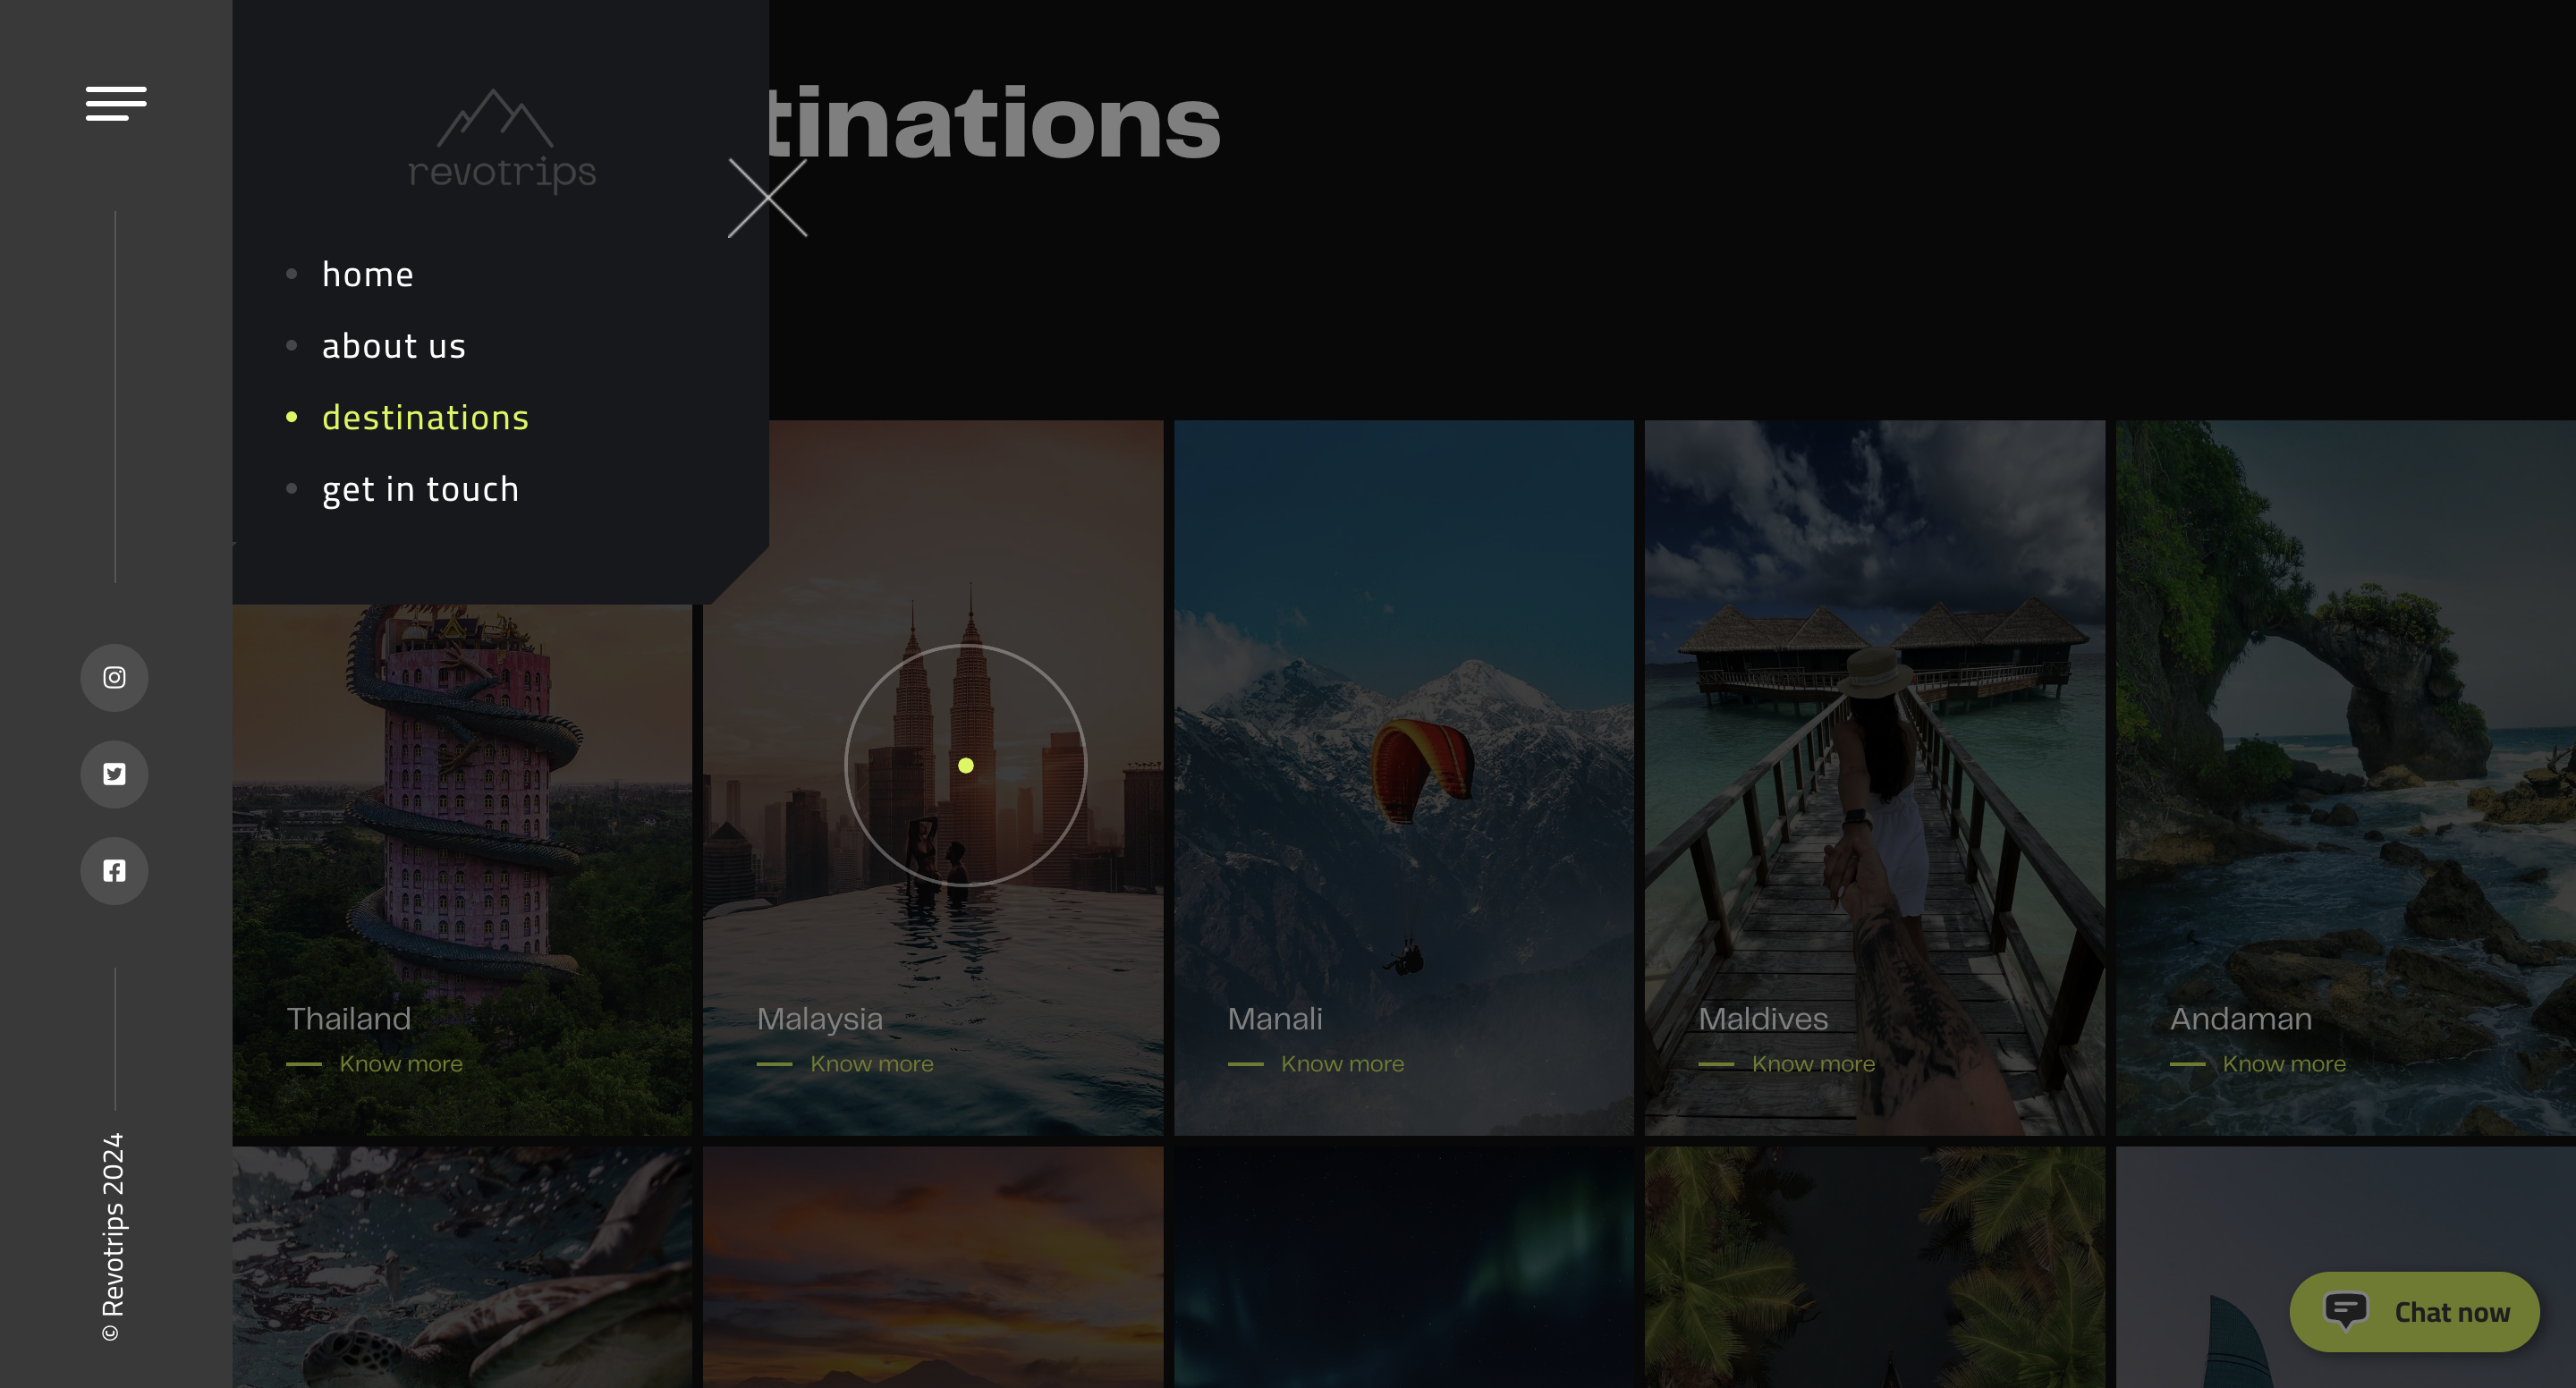 revotrips
tinations
home
about us
destinations
get in touch
Thailand
Know more
Malaysia
Know more
Manali
Know more
Maldives
Know more
Andaman
Know more
© Revotrips 2024
Chat now